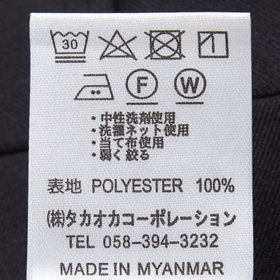 30
F W
・中性洗剤使用
・洗濯ネット使用
・当て布使用
・弱く絞る
表地 POLYESTER 100%
㈱タカオカコーポレーション
TEL 058-394-3232
MADE IN MYANMAR